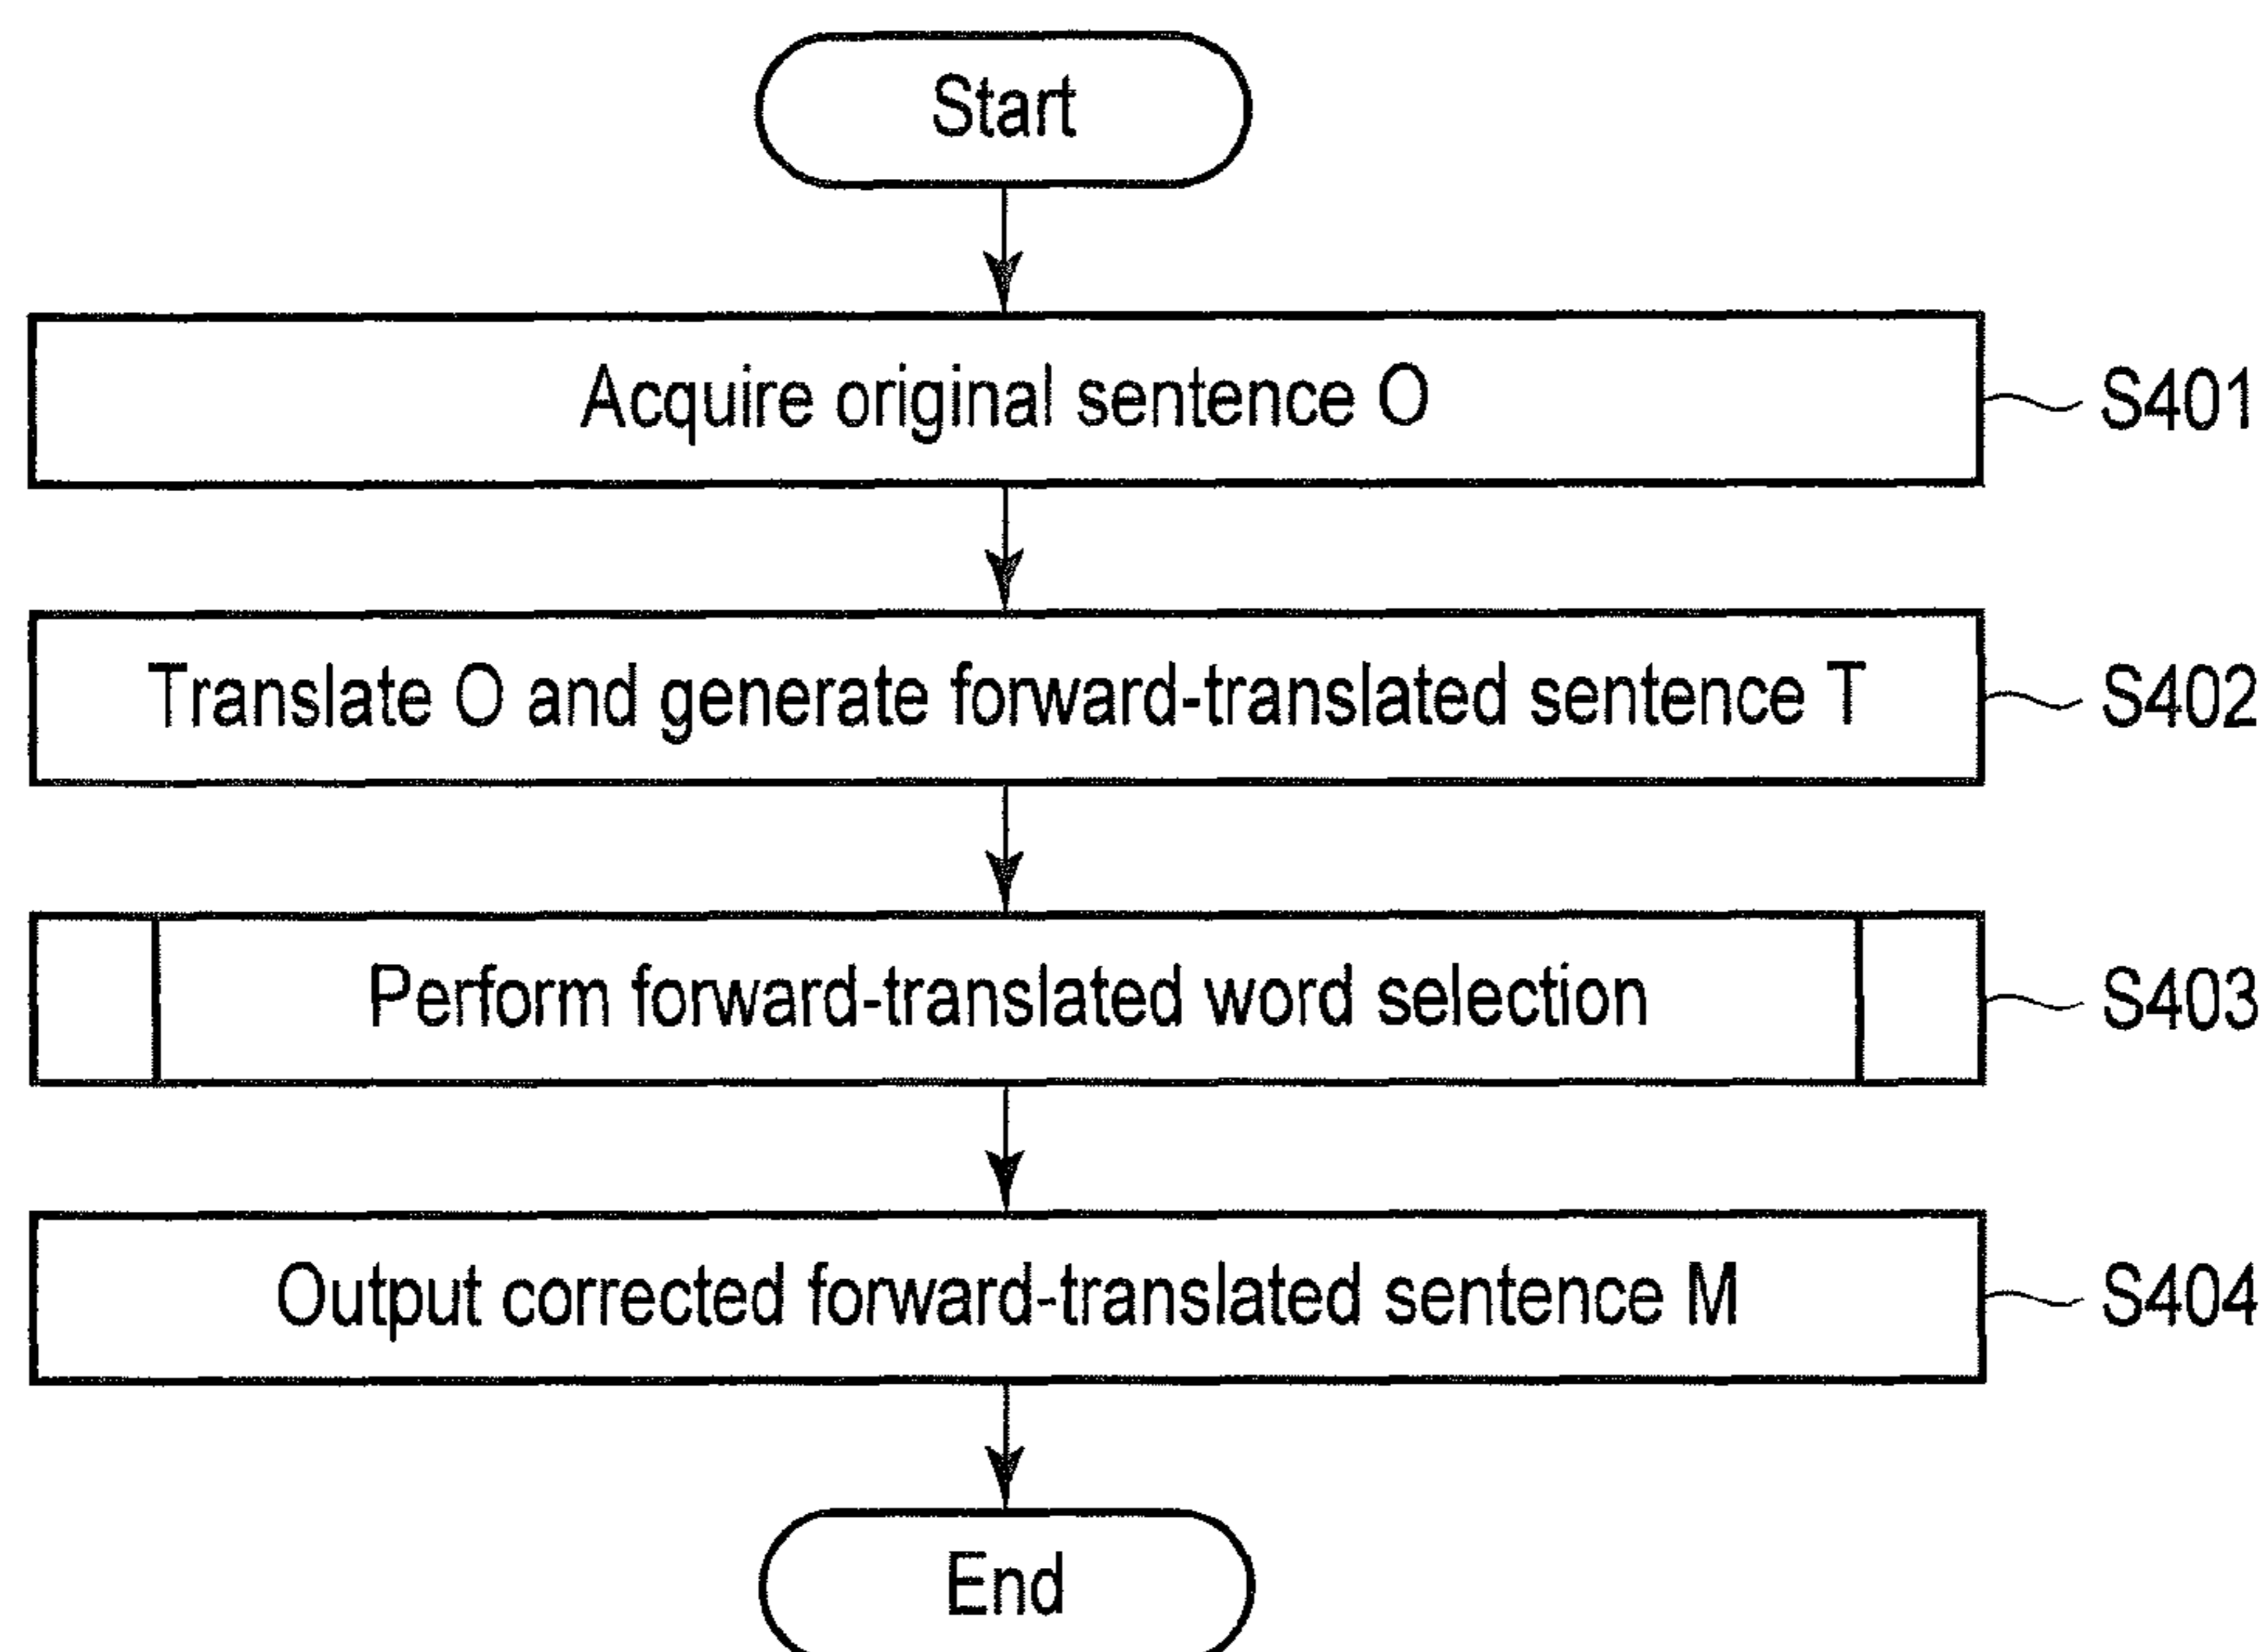 Start
Acquire original sentence O
S401
Translate O and generate forward-translated sentence T
S402
Perform forward-translated word selection
S403
Output corrected forward-translated sentence M
S404
End